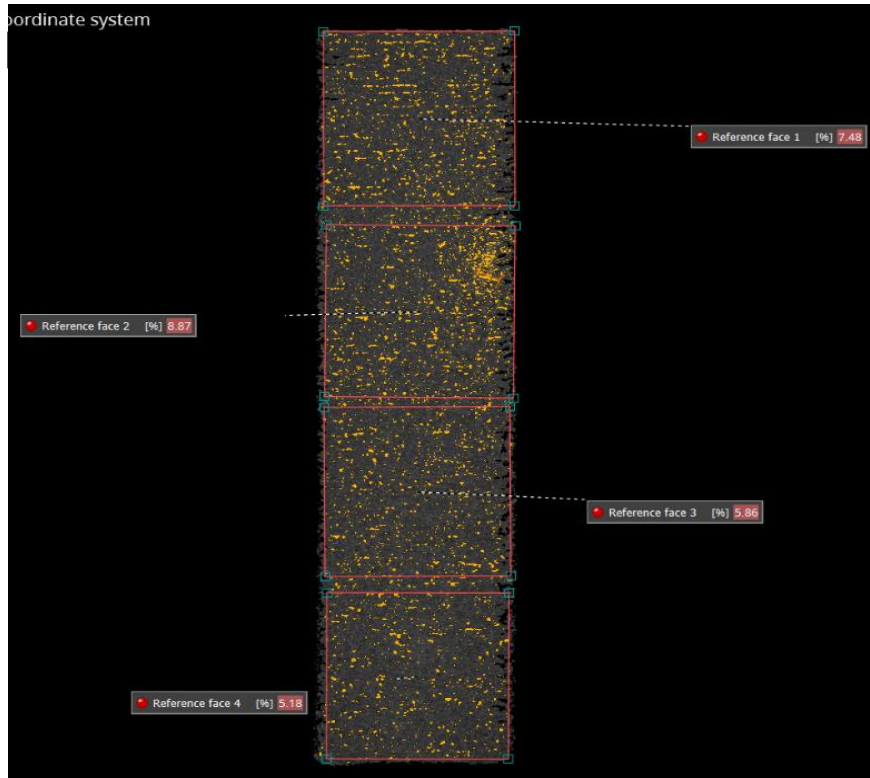 oordinate system
Reference face 1 [%] 7.48
Reference face 2 [%] 8.87
Reference face 3 [%] 5.86
Reference face 4 [%] 5.18